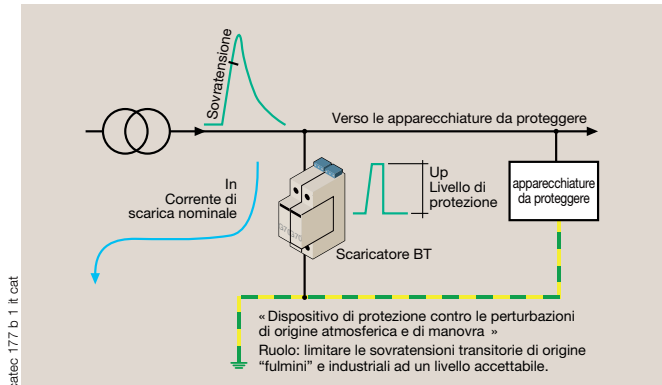 Sovratensione
Verso le apparecchiature da proteggere
In
Corrente di
scarica nominale
Up
Livello di
protezione
apparecchiature
da proteggere
Scaricatore BT
« Dispositivo di protezione contro le perturbazioni
di origine atmosferica e di manovra »
Ruolo: limitare le sovratensioni transitorie di origine
“fulmini” e industriali ad un livello accettabile.
catec 177 b 1 it cat